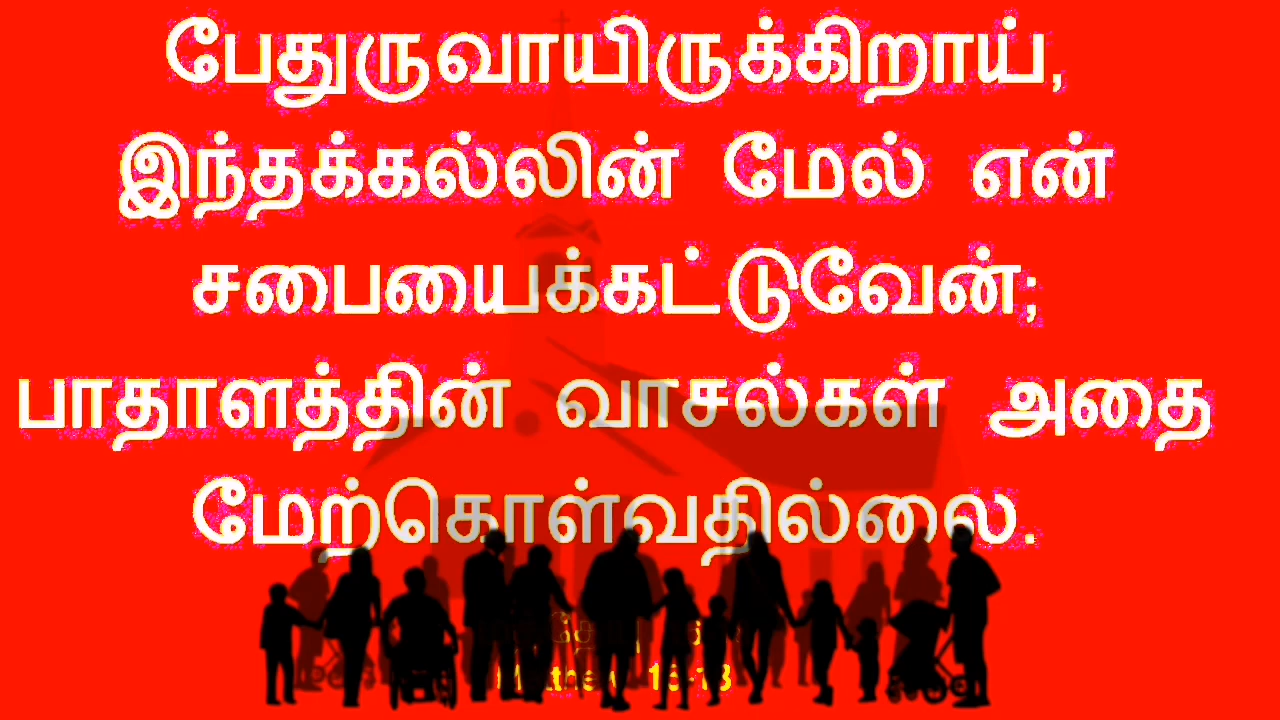 பேதுருவாயிருக்கிறாய்,
இந்தக்கல்லின் மேல் என்
சபையைக்கட்டுவேன்;
பாதாளத்தின் வாசல்கள் அதை
மேற்கொள்வதில்லை.